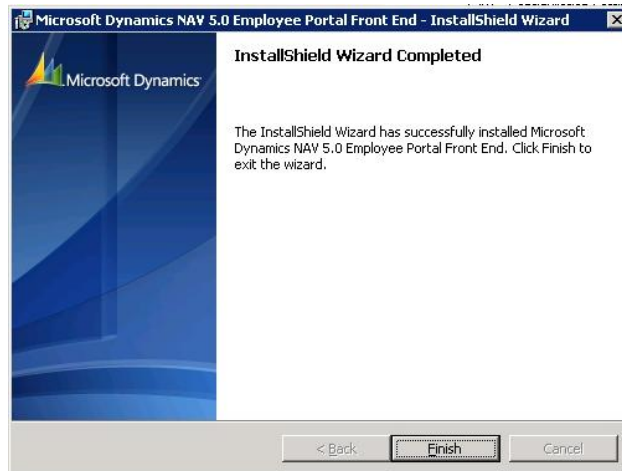 Microsoft Dynamics NAV 5.0 Employee Portal Front End - InstallShield Wizard
InstallShield Wizard Completed
Microsoft Dynamics
The InstallShield Wizard has successfully installed Microsoft
Dynamics NAV 5.0 Employee Portal Front End. Click Finish to
exit the wizard.
< Back
Finish
Cancel